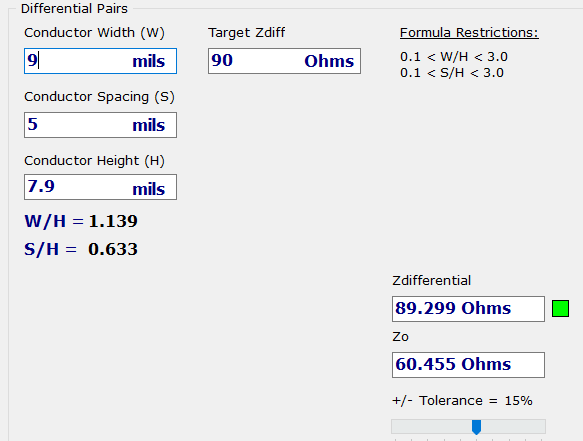 Differential Pairs
Conductor Width (W)
9 mils
Target Zdiff
90 Ohms
Formula Restrictions:
0.1 < W/H < 3.0
0.1 < S/H < 3.0
Conductor Spacing (S)
5 mils
Conductor Height (H)
7.9 mils
W/H = 1.139
S/H = 0.633
Zdifferential
89.299 Ohms
Zo
60.455 Ohms
+/- Tolerance = 15%